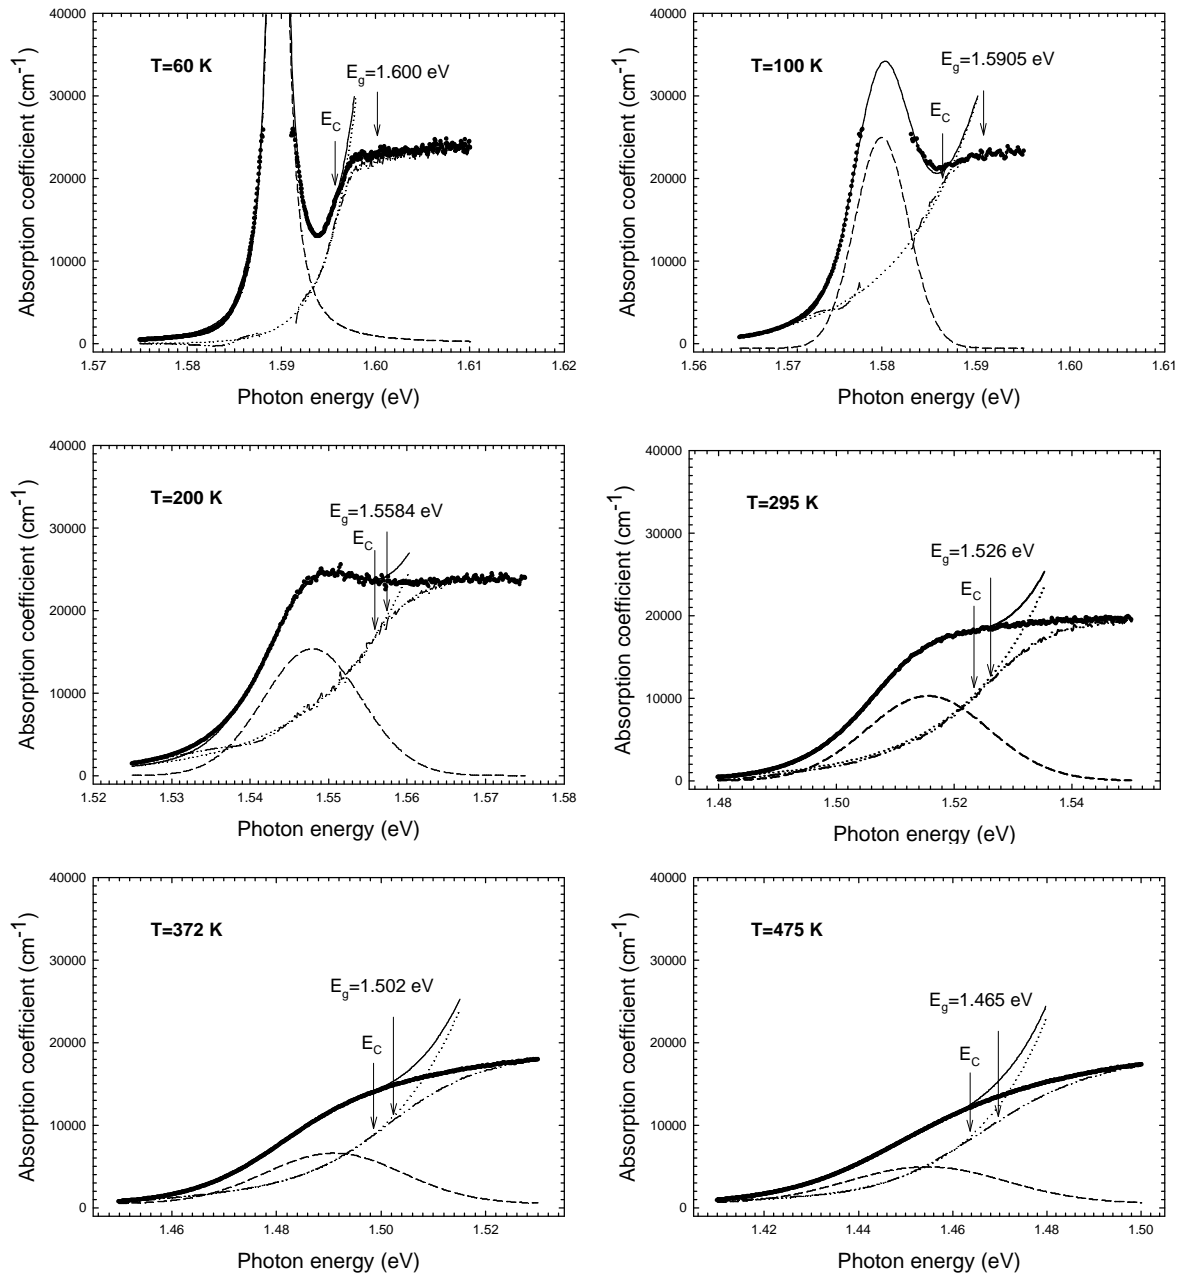 40000
30000
20000
10000
0
Absorption coefficient (cm⁻¹)
T=60 K
E_g=1.600 eV
E_C
1.57 1.58 1.59 1.60 1.61 1.62
Photon energy (eV)
40000
30000
20000
10000
0
Absorption coefficient (cm⁻¹)
T=100 K
E_g=1.5905 eV
E_C
1.56 1.57 1.58 1.59 1.60 1.61
Photon energy (eV)
40000
30000
20000
10000
0
Absorption coefficient (cm⁻¹)
T=200 K
E_g=1.5584 eV
E_C
1.52 1.53 1.54 1.55 1.56 1.57 1.58
Photon energy (eV)
40000
30000
20000
10000
0
Absorption coefficient (cm⁻¹)
T=295 K
E_g=1.526 eV
E_C
1.48 1.50 1.52 1.54
Photon energy (eV)
40000
30000
20000
10000
0
Absorption coefficient (cm⁻¹)
T=372 K
E_g=1.502 eV
E_C
1.46 1.48 1.50 1.52
Photon energy (eV)
40000
30000
20000
10000
0
Absorption coefficient (cm⁻¹)
T=475 K
E_g=1.465 eV
E_C
1.42 1.44 1.46 1.48 1.50
Photon energy (eV)